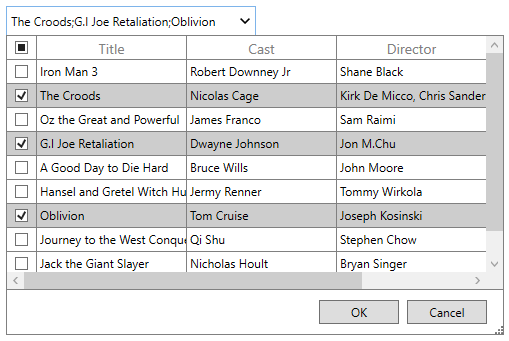 The Croods;G.I Joe Retaliation;Oblivion
Title Cast Director
Iron Man 3 Robert Downney Jr Shane Black
The Croods Nicolas Cage Kirk De Micco, Chris Sander
Oz the Great and Powerful James Franco Sam Raimi
G.I Joe Retaliation Dwayne Johnson Jon M.Chu
A Good Day to Die Hard Bruce Wills John Moore
Hansel and Gretel Witch Hu Jermy Renner Tommy Wirkola
Oblivion Tom Cruise Joseph Kosinski
Journey to the West Conque Qi Shu Stephen Chow
Jack the Giant Slayer Nicholas Hoult Bryan Singer
OK Cancel